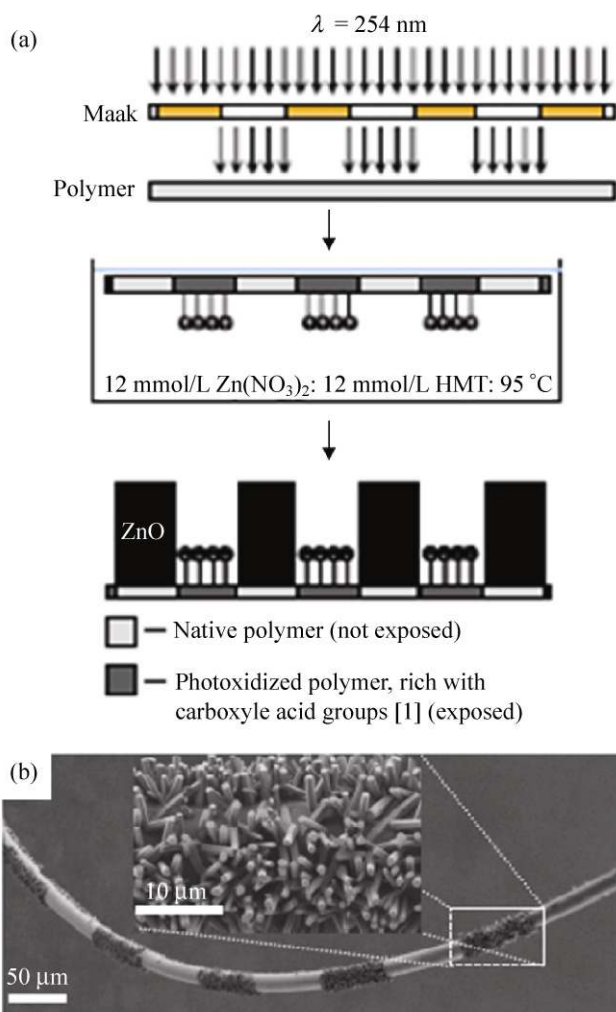 (a)
λ = 254 nm
Maak
Polymer
12 mmol/L Zn(NO₃)₂: 12 mmol/L HMT: 95 °C
ZnO
Native polymer (not exposed)
Photoxidized polymer, rich with
carboxyle acid groups [1] (exposed)
(b)
10 μm
50 μm